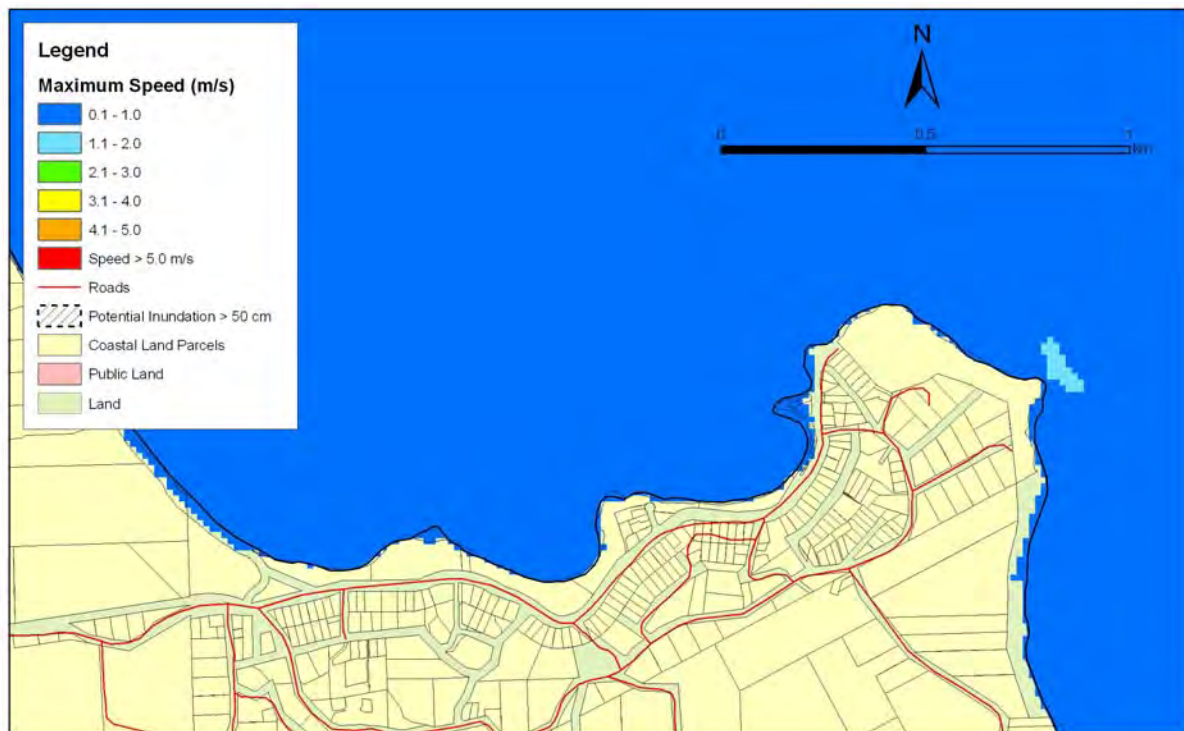 Legend
Maximum Speed (m/s)
0.1 - 1.0
1.1 - 2.0
2.1 - 3.0
3.1 - 4.0
4.1 - 5.0
Speed > 5.0 m/s
Roads
Potential Inundation > 50 cm
Coastal Land Parcels
Public Land
Land
N
0 0.5 1
Km